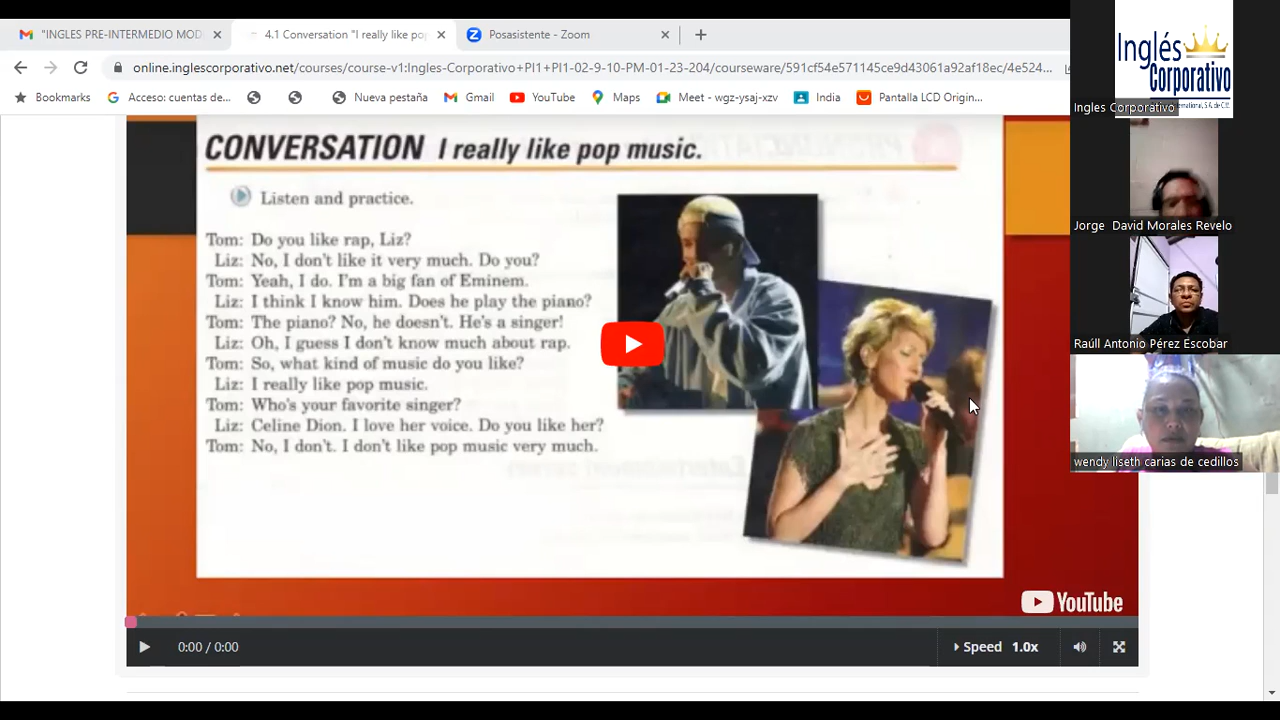 "INGLES PRE-INTERMEDIO MOD
4.1 Conversation "I really like po
Posasistente - Zoom
online.inglescorporativo.net/courses/course-v1:Ingles-Corporativo+PI1+PI1-02-9-10-PM-01-23-204/courseware/591cf54e571145ce9d43061a92af18ec/4e524...
Bookmarks
Acceso cuentas de...
Nueva pestaña
Gmail
YouTube
Maps
Meet - wgz-ysaj-xzv
India
Pantalla LCD Origin...
CONVERSATION I really like pop music.
Listen and practice.
Tom: Do you like rap, Liz?
Liz: No, I don't like it very much. Do you?
Tom: Yeah, I do. I'm a big fan of Eminem.
Liz: I think I know him. Does he play the piano?
Tom: The piano? No, he doesn't. He's a singer!
Liz: Oh, I guess I don't know much about rap.
Tom: So, what kind of music do you like?
Liz: I really like pop music.
Tom: Who's your favorite singer?
Liz: Celine Dion. I love her voice. Do you like her?
Tom: No, I don't. I don't like pop music very much.
YouTube
0:00 / 0:00
Speed 1.0x
Inglés
Corporativo
Ingles Corporativo
Jorge David Morales Revelo
Raúll Antonio Pérez Escobar
wendy liseth carias de cedillos